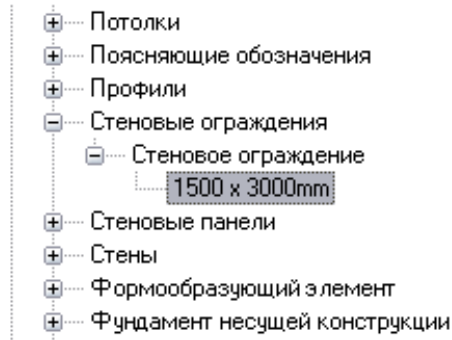 Потолки
Поясняющие обозначения
Профили
Стеновые ограждения
Стеновое ограждение
1500 x 3000mm
Стеновые панели
Стены
Формообразующий элемент
Фундамент несущей конструкции